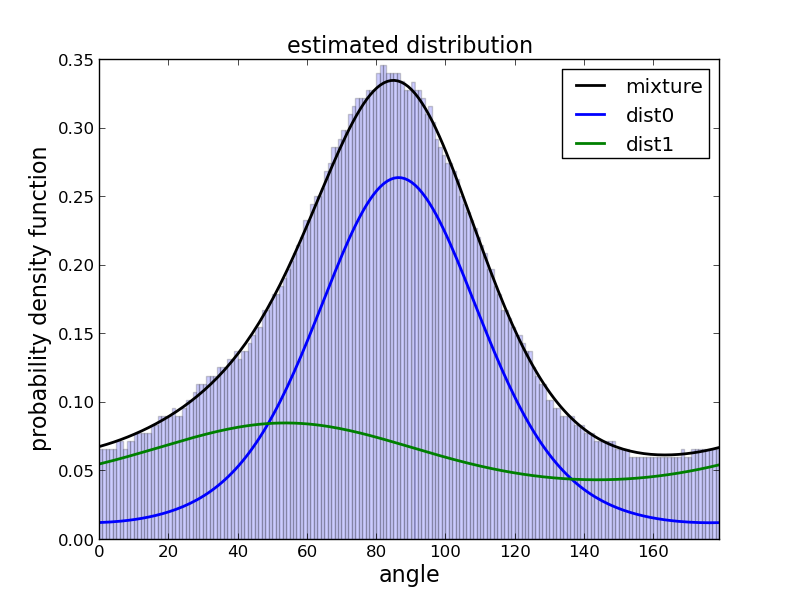 estimated distribution
mixture
dist0
dist1
probability density function
0.35
0.30
0.25
0.20
0.15
0.10
0.05
0.00
0 20 40 60 80 100 120 140 160
angle